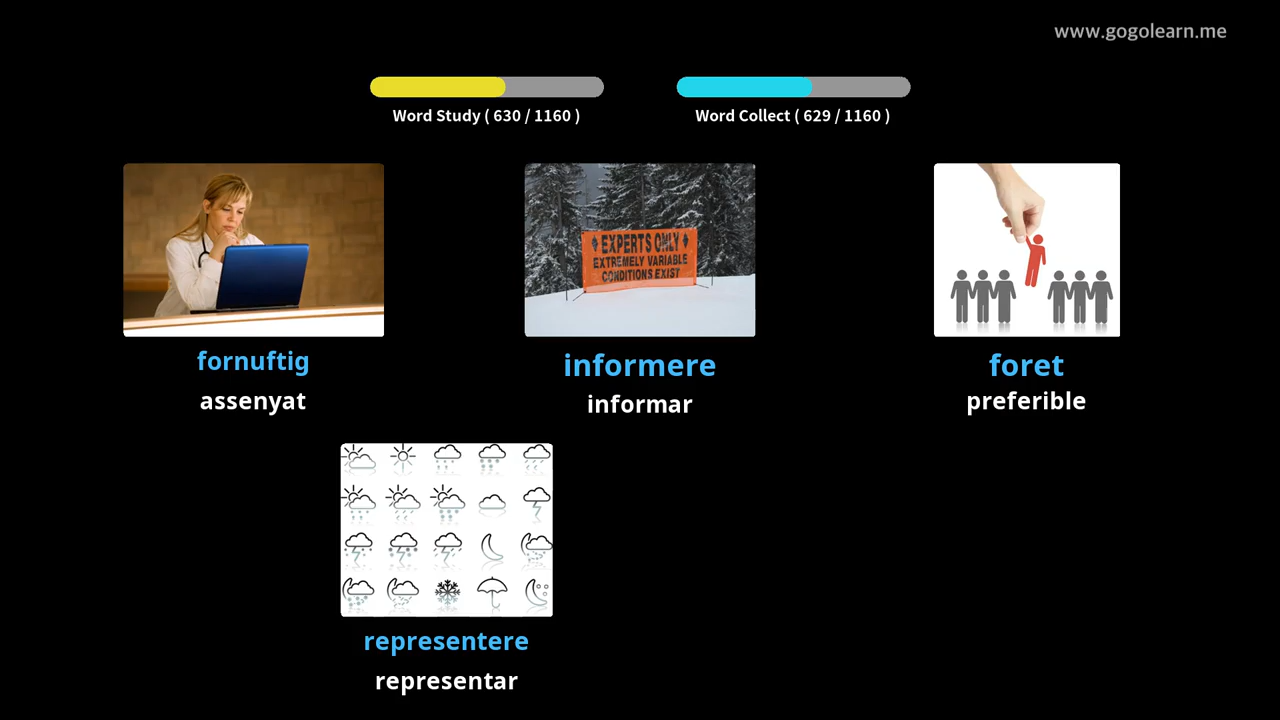 www.gogolearn.me
Word Study ( 630 / 1160 )
Word Collect ( 629 / 1160 )
EXPERTS ONLY
EXTREMELY VARIABLE
CONDITIONS EXIST
fornuftig
assenyat
informere
informar
foret
preferible
representere
representar